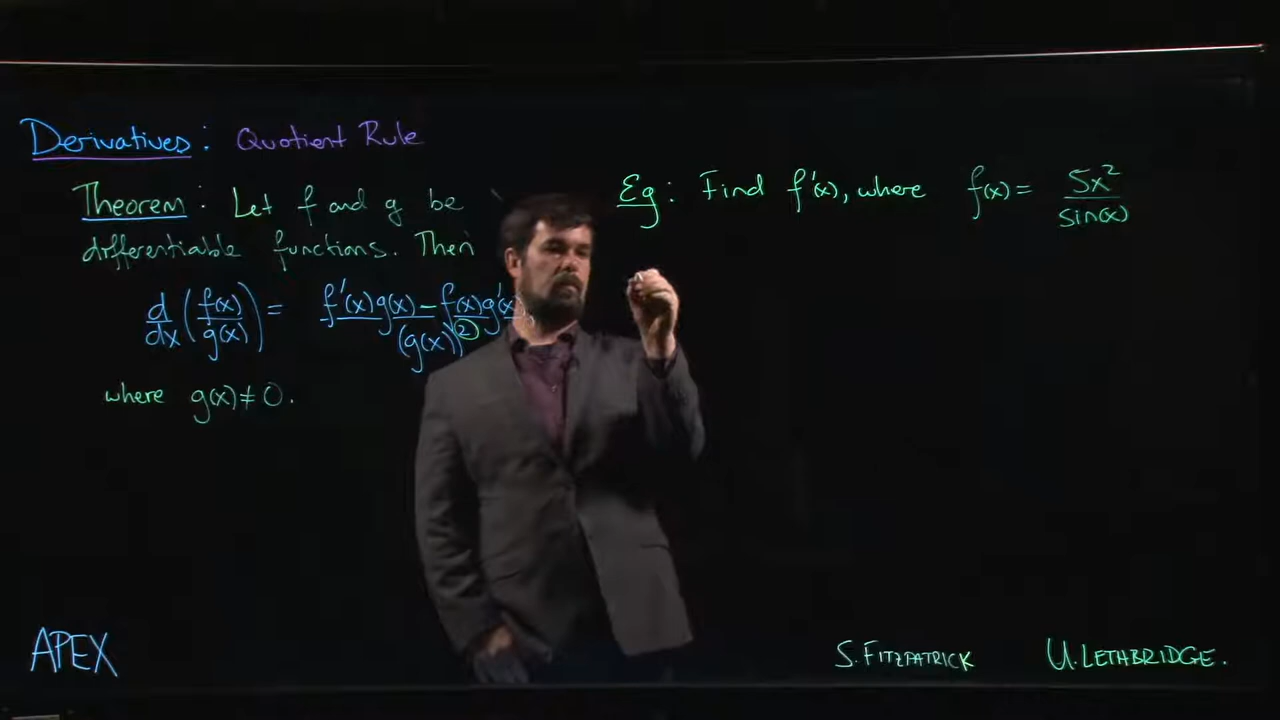 Derivatives: Quotient Rule
Theorem: Let f and g be
differentiable functions. Then
d/dx (f(x)/g(x)) = f'(x)g(x) - f(x)g'(x) / (g(x))²
where g(x) ≠ 0.
Eg: Find f'(x), where f(x) = 5x² / sin(x)
APEX
S. FITZPATRICK U. LETHBRIDGE.